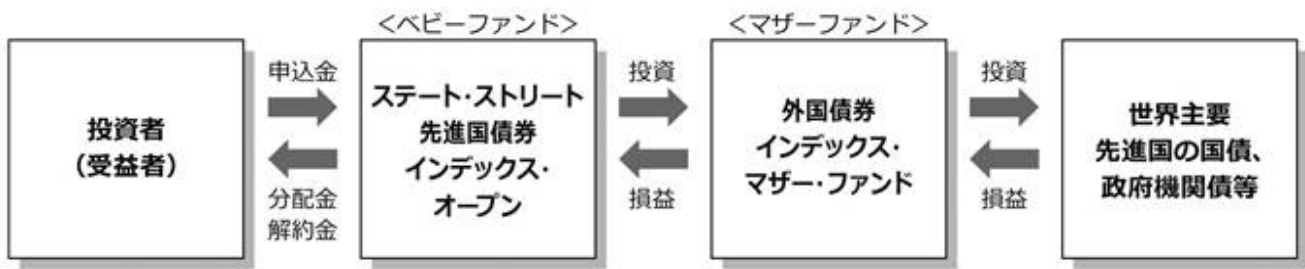 <ベビーファンド>
<マザーファンド>
投資者
(受益者)
申込金
分配金
解約金
ステート・ストリート
先進国債券
インデックス・
オープン
投資
損益
外国債券
インデックス・
マザー・ファンド
投資
損益
世界主要
先進国の国債、
政府機関債等